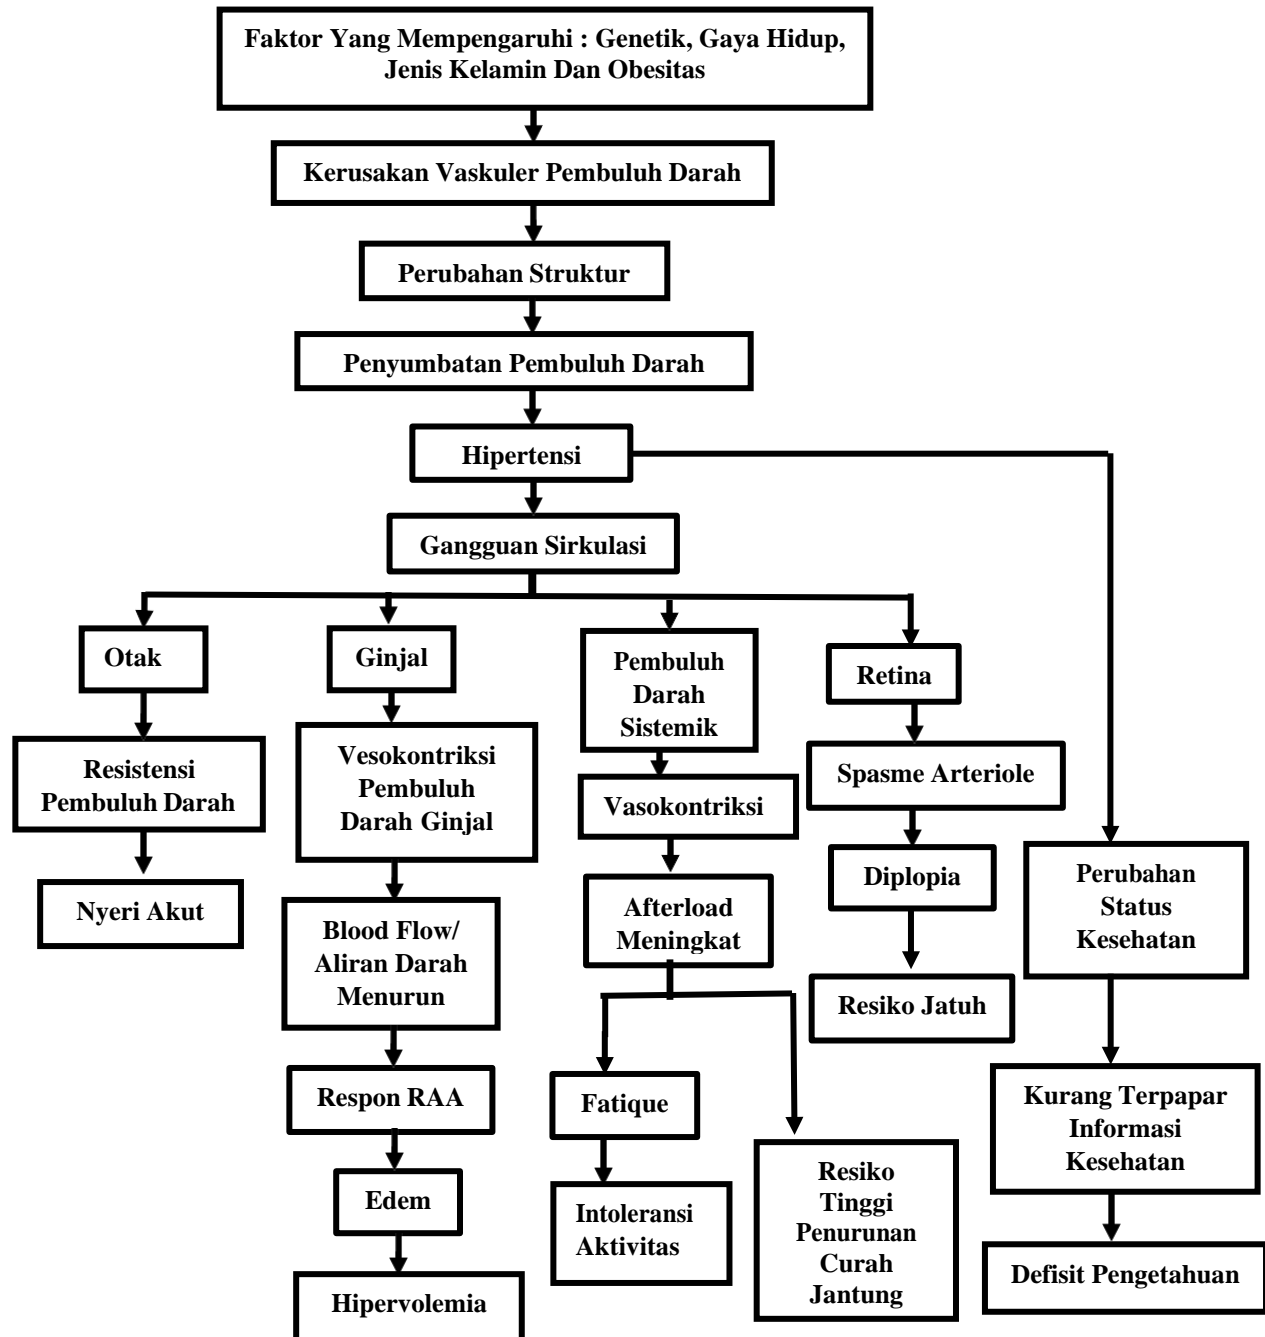 Faktor Yang Mempengaruhi : Genetik, Gaya Hidup,
Jenis Kelamin Dan Obesitas
Kerusakan Vaskuler Pembuluh Darah
Perubahan Struktur
Penyumbatan Pembuluh Darah
Hipertensi
Gangguan Sirkulasi
Otak
Resistensi
Pembuluh Darah
Nyeri Akut
Ginjal
Vesokontriksi
Pembuluh
Darah Ginjal
Blood Flow/
Aliran Darah
Menurun
Respon RAA
Edem
Hipervolemia
Pembuluh
Darah
Sistemik
Vasokontriksi
Afterload
Meningkat
Fatique
Intoleransi
Aktivitas
Resiko
Tinggi
Penurunan
Curah
Jantung
Retina
Spasme Arteriole
Diplopia
Resiko Jatuh
Perubahan
Status
Kesehatan
Kurang Terpapar
Informasi
Kesehatan
Defisit Pengetahuan